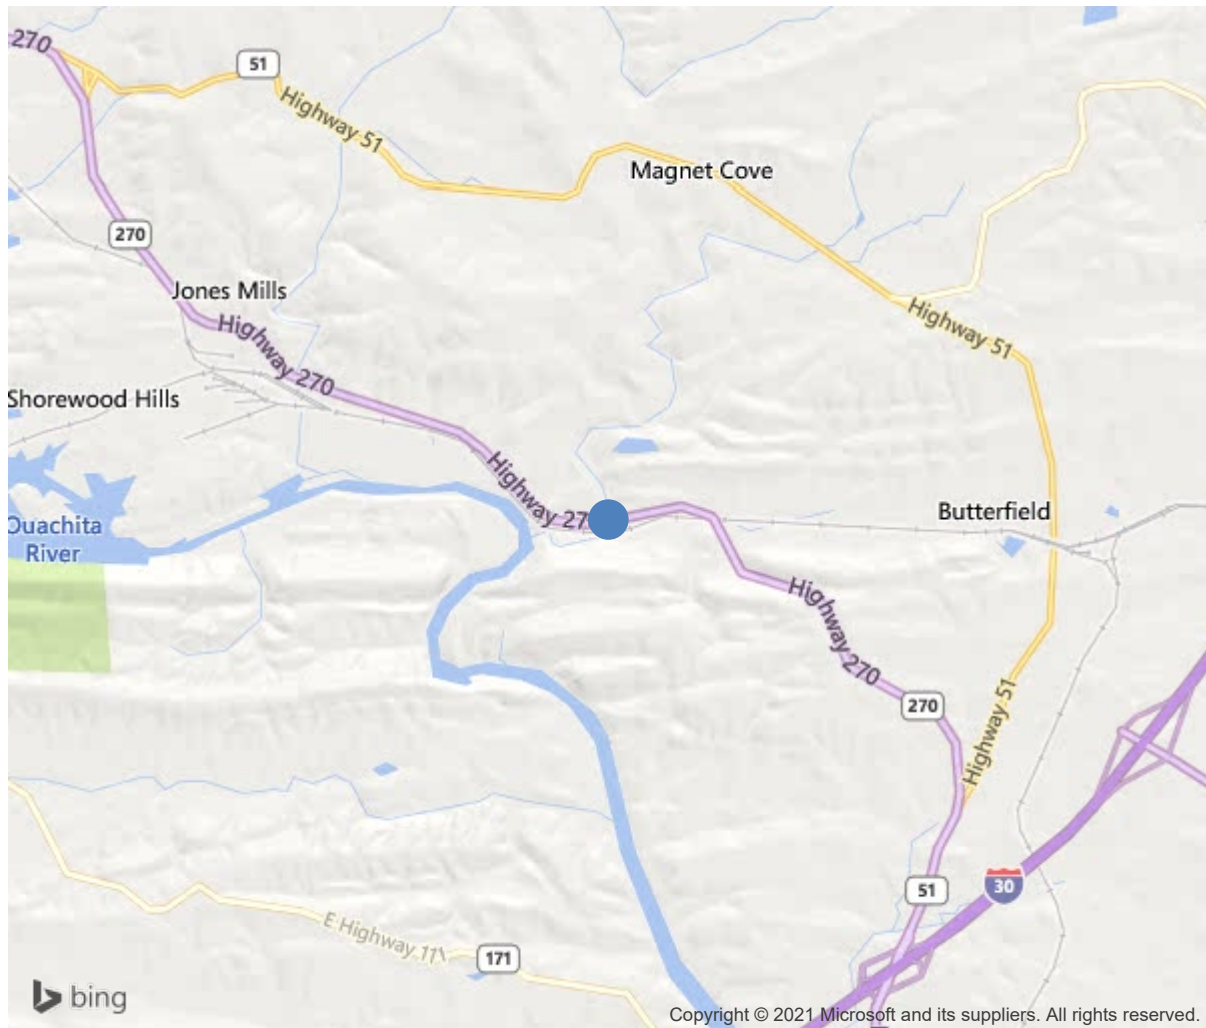 270
51
Highway 51
Magnet Cove
270
Jones Mills
Highway 270
Highway 51
Shorewood Hills
Highway 27
Butterfield
Ouachita
River
Highway 270
270
Highway 51
51
30
E Highway 11
171
bing
Copyright © 2021 Microsoft and its suppliers. All rights reserved.